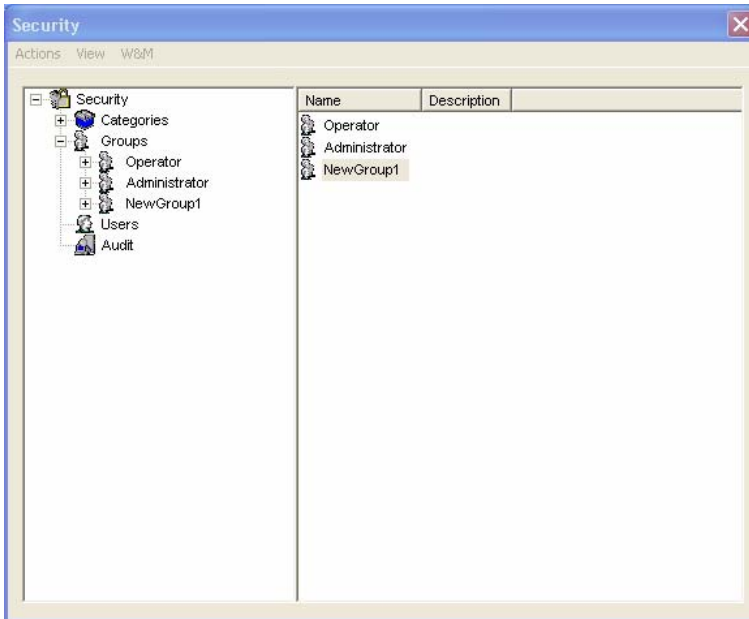 Security
Actions View W&M
Security
Categories
Groups
Operator
Administrator
NewGroup1
Users
Audit
Name Description
Operator
Administrator
NewGroup1